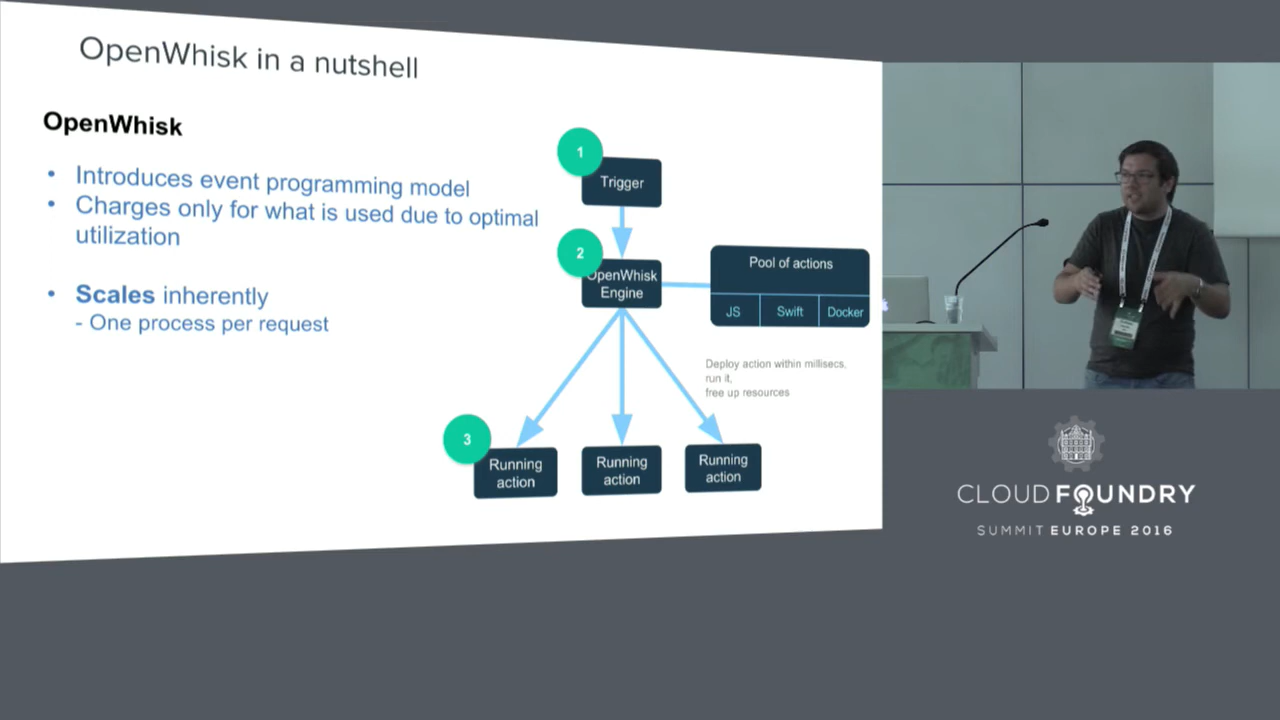 OpenWhisk in a nutshell
OpenWhisk
• Introduces event programming model
• Charges only for what is used due to optimal
utilization
• Scales inherently
- One process per request
1
Trigger
2
OpenWhisk
Engine
Pool of actions
JS
Swift
Docker
Deploy action within millisecs,
run it,
free up resources
3
Running
action
Running
action
Running
action
CLOUD FOUNDRY
SUMMIT EUROPE 2016